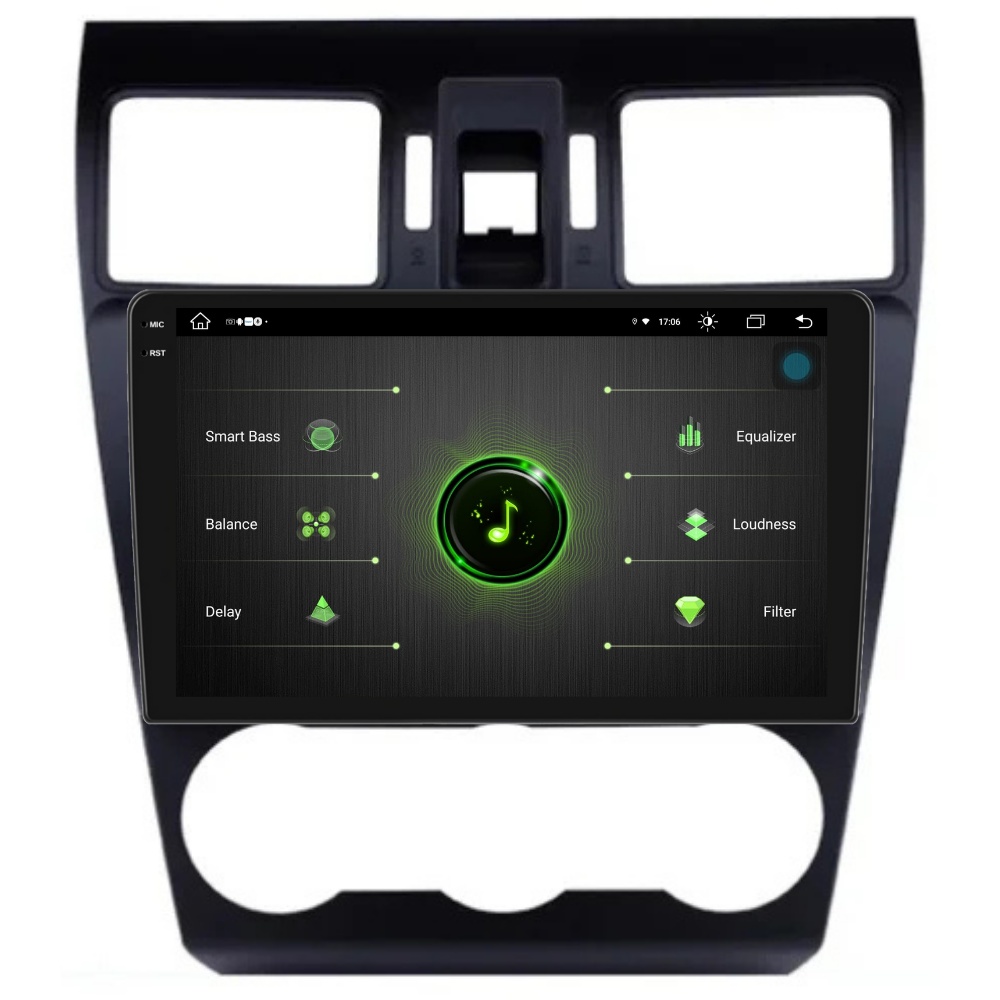 MIC
17:06
RST
Smart Bass
Equalizer
Balance
Loudness
Delay
Filter